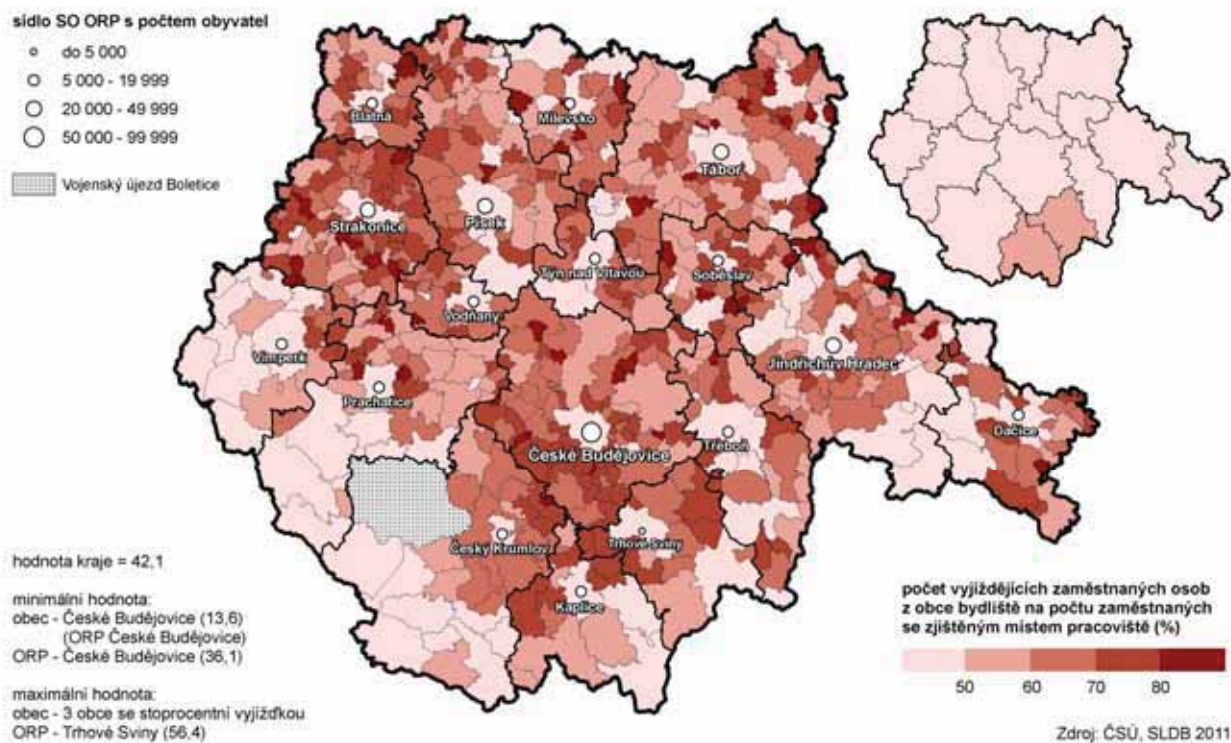 sídlo SO ORP s počtem obyvatel
do 5 000
5 000 - 19 999
20 000 - 49 999
50 000 - 99 999
Vojenský újezd Boletice
Blatná
Milevsko
Tábor
Strakonice
Písek
Týn nad Vltavou
Soběslav
Vodňany
Vimperk
Jindřichův Hradec
Prachatice
Dačice
České Budějovice
Třeboň
Český Krumlov
Trhové Sviny
Kaplice
hodnota kraje = 42,1
minimální hodnota:
obec - České Budějovice (13,6)
(ORP České Budějovice)
ORP - České Budějovice (36,1)
maximální hodnota:
obec - 3 obce se stoprocentní vyjížďkou
ORP - Trhové Sviny (56,4)
počet vyjíždějících zaměstnaných osob
z obce bydliště na počtu zaměstnaných
se zjištěným místem pracoviště (%)
50 60 70 80
Zdroj: ČSÚ, SLDB 2011